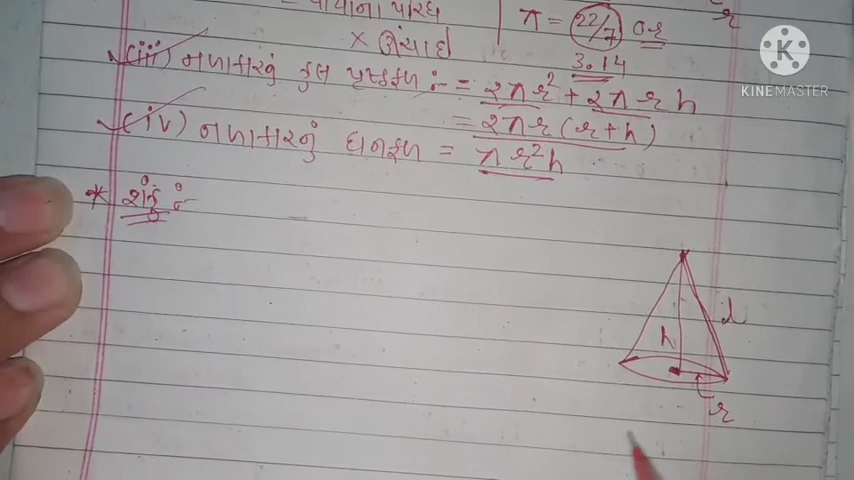 = પાયાના પરિઘ
× ઊંચાઈ
π = 22/7 or
3.14
r
KINEMASTER
(iii) નળાકારનું કુલ પૃષ્ઠફળ :- = 2πr² + 2πrh
= 2πr(r+h)
(iv) નળાકારનું ઘનફળ = πr²h
* શંકુ :-
h
l
r